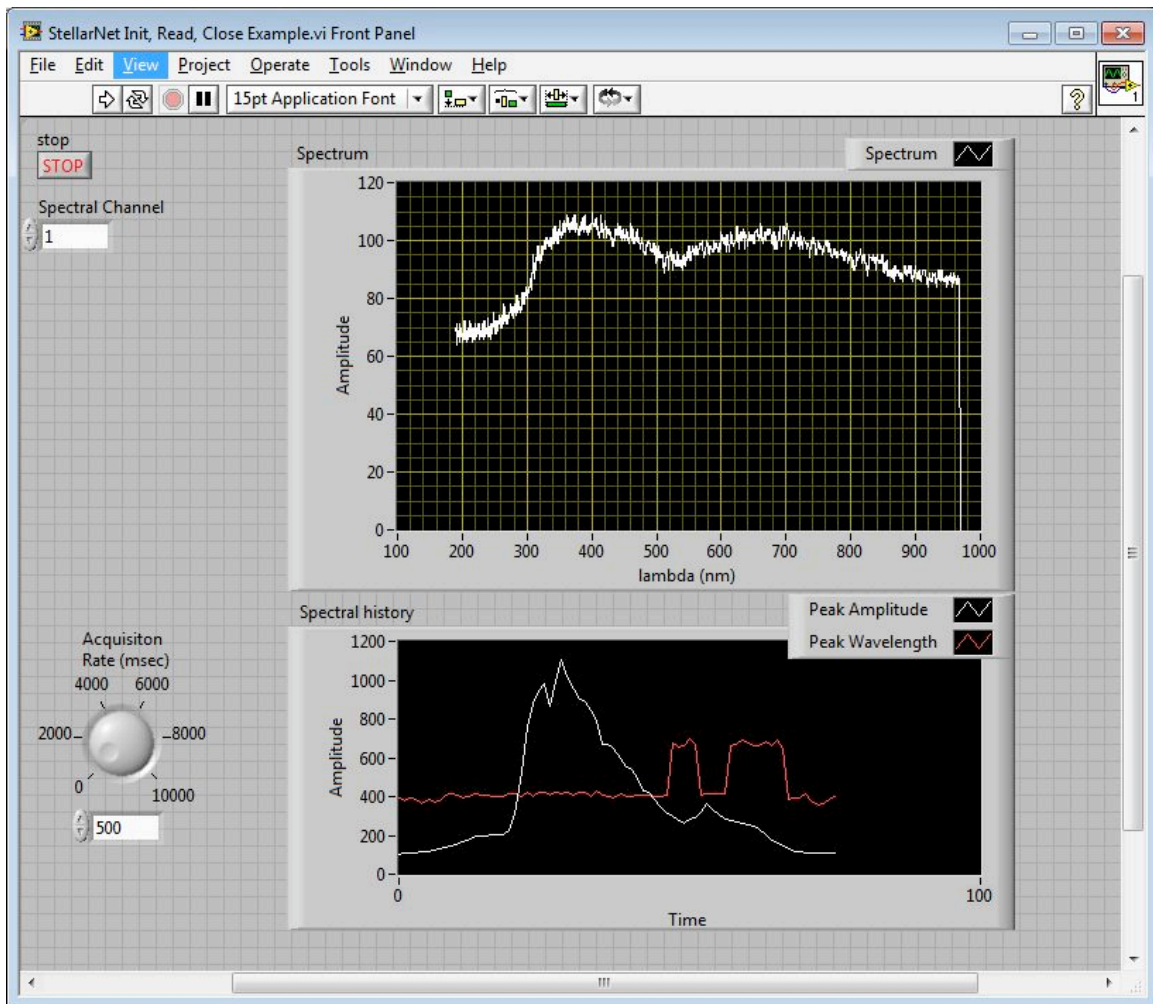 StellarNet Init, Read, Close Example.vi Front Panel
File Edit View Project Operate Tools Window Help
15pt Application Font
?
1
stop
STOP
Spectral Channel
1
Spectrum
Spectrum
120
100
80
60
40
20
0
Amplitude
100 200 300 400 500 600 700 800 900 1000
lambda (nm)
Spectral history
Peak Amplitude
Peak Wavelength
1200
1000
800
600
400
200
0
Amplitude
0 100
Time
Acquisiton
Rate (msec)
4000 6000
2000 8000
0 10000
500